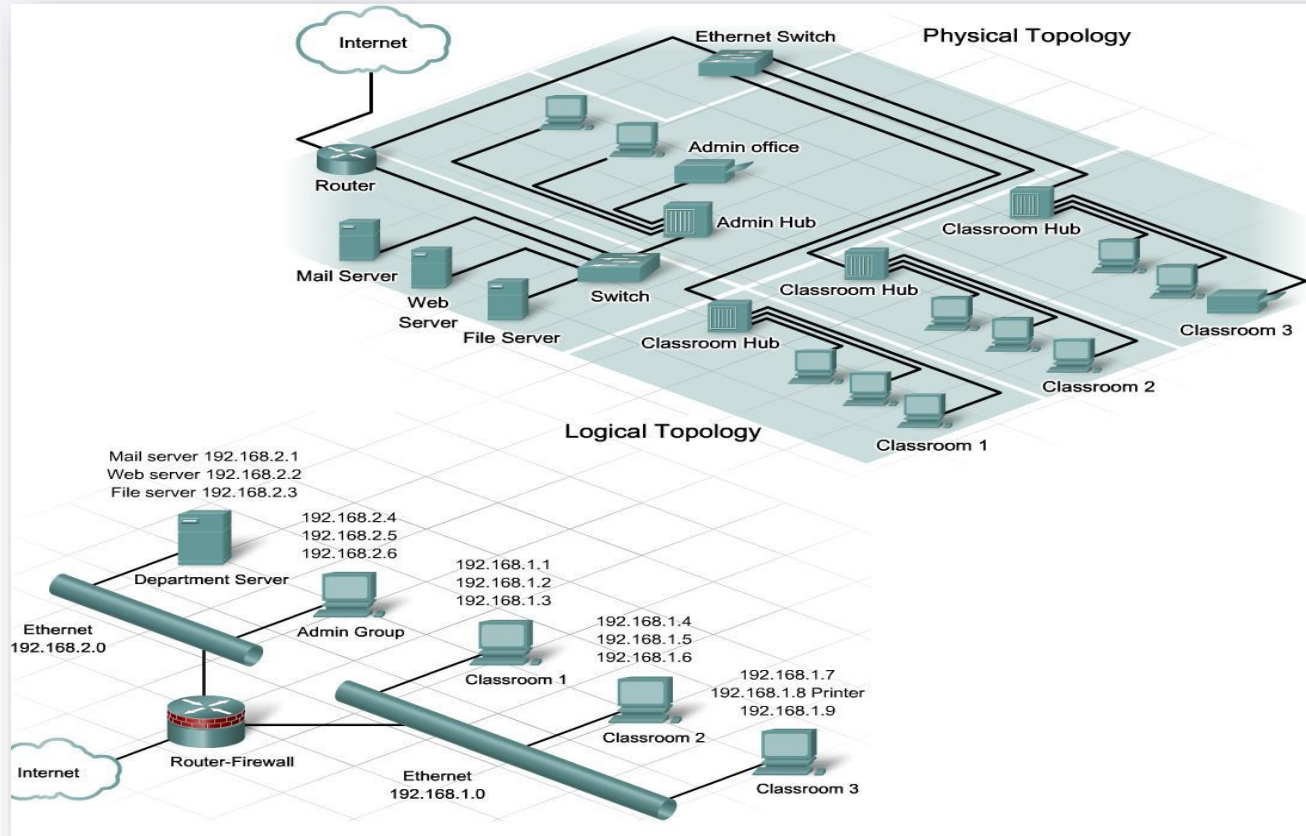 Physical Topology
Internet
Ethernet Switch
Router
Admin office
Admin Hub
Mail Server
Web
Server
File Server
Switch
Classroom Hub
Classroom Hub
Classroom Hub
Classroom 3
Classroom 2
Classroom 1
Logical Topology
Mail server 192.168.2.1
Web server 192.168.2.2
File server 192.168.2.3
Department Server
192.168.2.4
192.168.2.5
192.168.2.6
Admin Group
Ethernet
192.168.2.0
192.168.1.1
192.168.1.2
192.168.1.3
Classroom 1
192.168.1.4
192.168.1.5
192.168.1.6
Classroom 2
192.168.1.7
192.168.1.8 Printer
192.168.1.9
Classroom 3
Router-Firewall
Internet
Ethernet
192.168.1.0